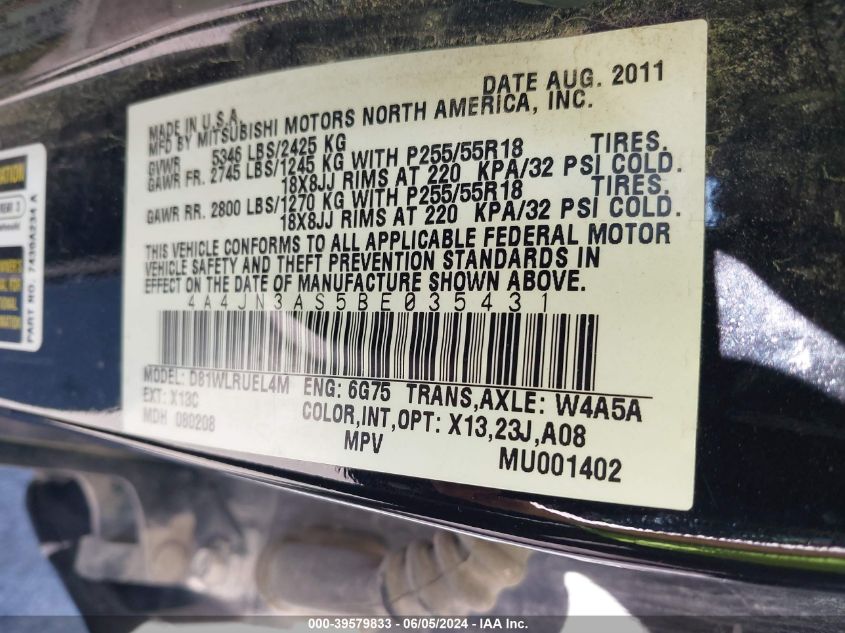 DATE AUG. 2011
MADE IN U.S.A.
MFD BY MITSUBISHI MOTORS NORTH AMERICA, INC.
GVWR 5346 LBS/2425 KG
GAWR FR. 2745 LBS/1245 KG WITH P255/55R18 TIRES.
18X8JJ RIMS AT 220 KPA/32 PSI COLD.
GAWR RR. 2800 LBS/1270 KG WITH P255/55R18 TIRES.
18X8JJ RIMS AT 220 KPA/32 PSI COLD.
THIS VEHICLE CONFORMS TO ALL APPLICABLE FEDERAL MOTOR
VEHICLE SAFETY AND THEFT PREVENTION STANDARDS IN
EFFECT ON THE DATE OF MANUFACTURE SHOWN ABOVE.
4A4JN3AS5BE035431
MODEL: D81WLRUEL4M ENG: 6G75 TRANS,AXLE: W4A5A
EXT: X13C COLOR,INT,OPT: X13,23J,A08
MDH 080208 MPV MU001402
PART NO. 7430A234 A
000-39579833 / 06/05/2024 - IAA Inc.